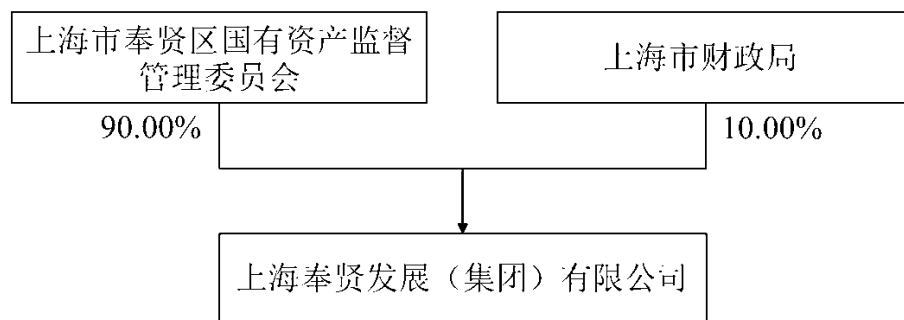 上海市奉贤区国有资产监督
管理委员会
上海市财政局
90.00%
10.00%
上海奉贤发展（集团）有限公司